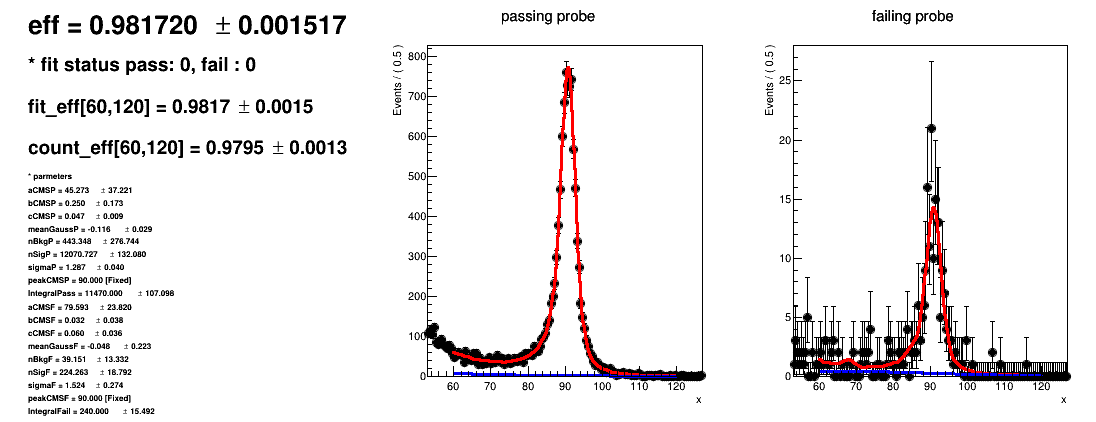 eff = 0.981720 ± 0.001517
* fit status pass: 0, fail : 0
fit_eff[60,120] = 0.9817 ± 0.0015
count_eff[60,120] = 0.9795 ± 0.0013
* parmeters
aCMSP = 45.273 ± 37.221
bCMSP = 0.250 ± 0.173
cCMSP = 0.047 ± 0.009
meanGaussP = -0.116 ± 0.029
nBkgP = 443.348 ± 276.744
nSigP = 12070.727 ± 132.080
sigmaP = 1.287 ± 0.040
peakCMSP = 90.000 [Fixed]
IntegralPass = 11470.000 ± 107.098
aCMSF = 79.593 ± 23.820
bCMSF = 0.032 ± 0.038
cCMSF = 0.060 ± 0.036
meanGaussF = -0.048 ± 0.223
nBkgF = 39.151 ± 13.332
nSigF = 224.263 ± 18.792
sigmaF = 1.524 ± 0.274
peakCMSF = 90.000 [Fixed]
IntegralFail = 240.000 ± 15.492
passing probe
Events / ( 0.5 )
800
700
600
500
400
300
200
100
0
60 70 80 90 100 110 120
x
failing probe
Events / ( 0.5 )
25
20
15
10
5
0
60 70 80 90 100 110 120
x